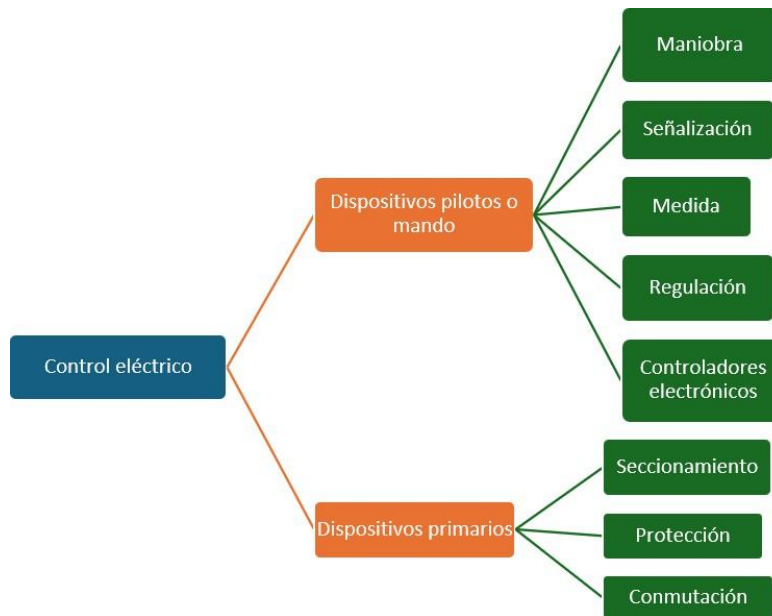 Control eléctrico
Dispositivos pilotos o
mando
Maniobra
Señalización
Medida
Regulación
Controladores
electrónicos
Dispositivos primarios
Seccionamiento
Protección
Conmutación